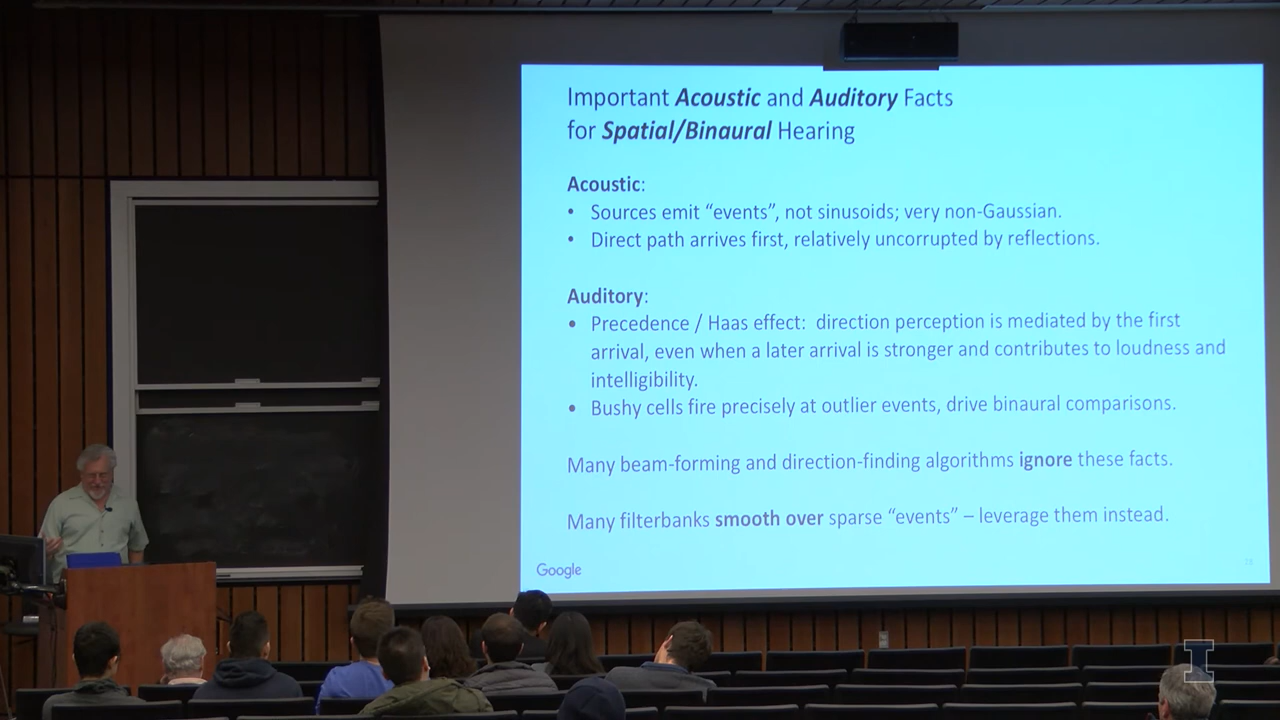 Important Acoustic and Auditory Facts
for Spatial/Binaural Hearing
Acoustic:
• Sources emit “events”, not sinusoids; very non-Gaussian.
• Direct path arrives first, relatively uncorrupted by reflections.
Auditory:
• Precedence / Haas effect: direction perception is mediated by the first
arrival, even when a later arrival is stronger and contributes to loudness and
intelligibility.
• Bushy cells fire precisely at outlier events, drive binaural comparisons.
Many beam-forming and direction-finding algorithms ignore these facts.
Many filterbanks smooth over sparse “events” – leverage them instead.
Google
I